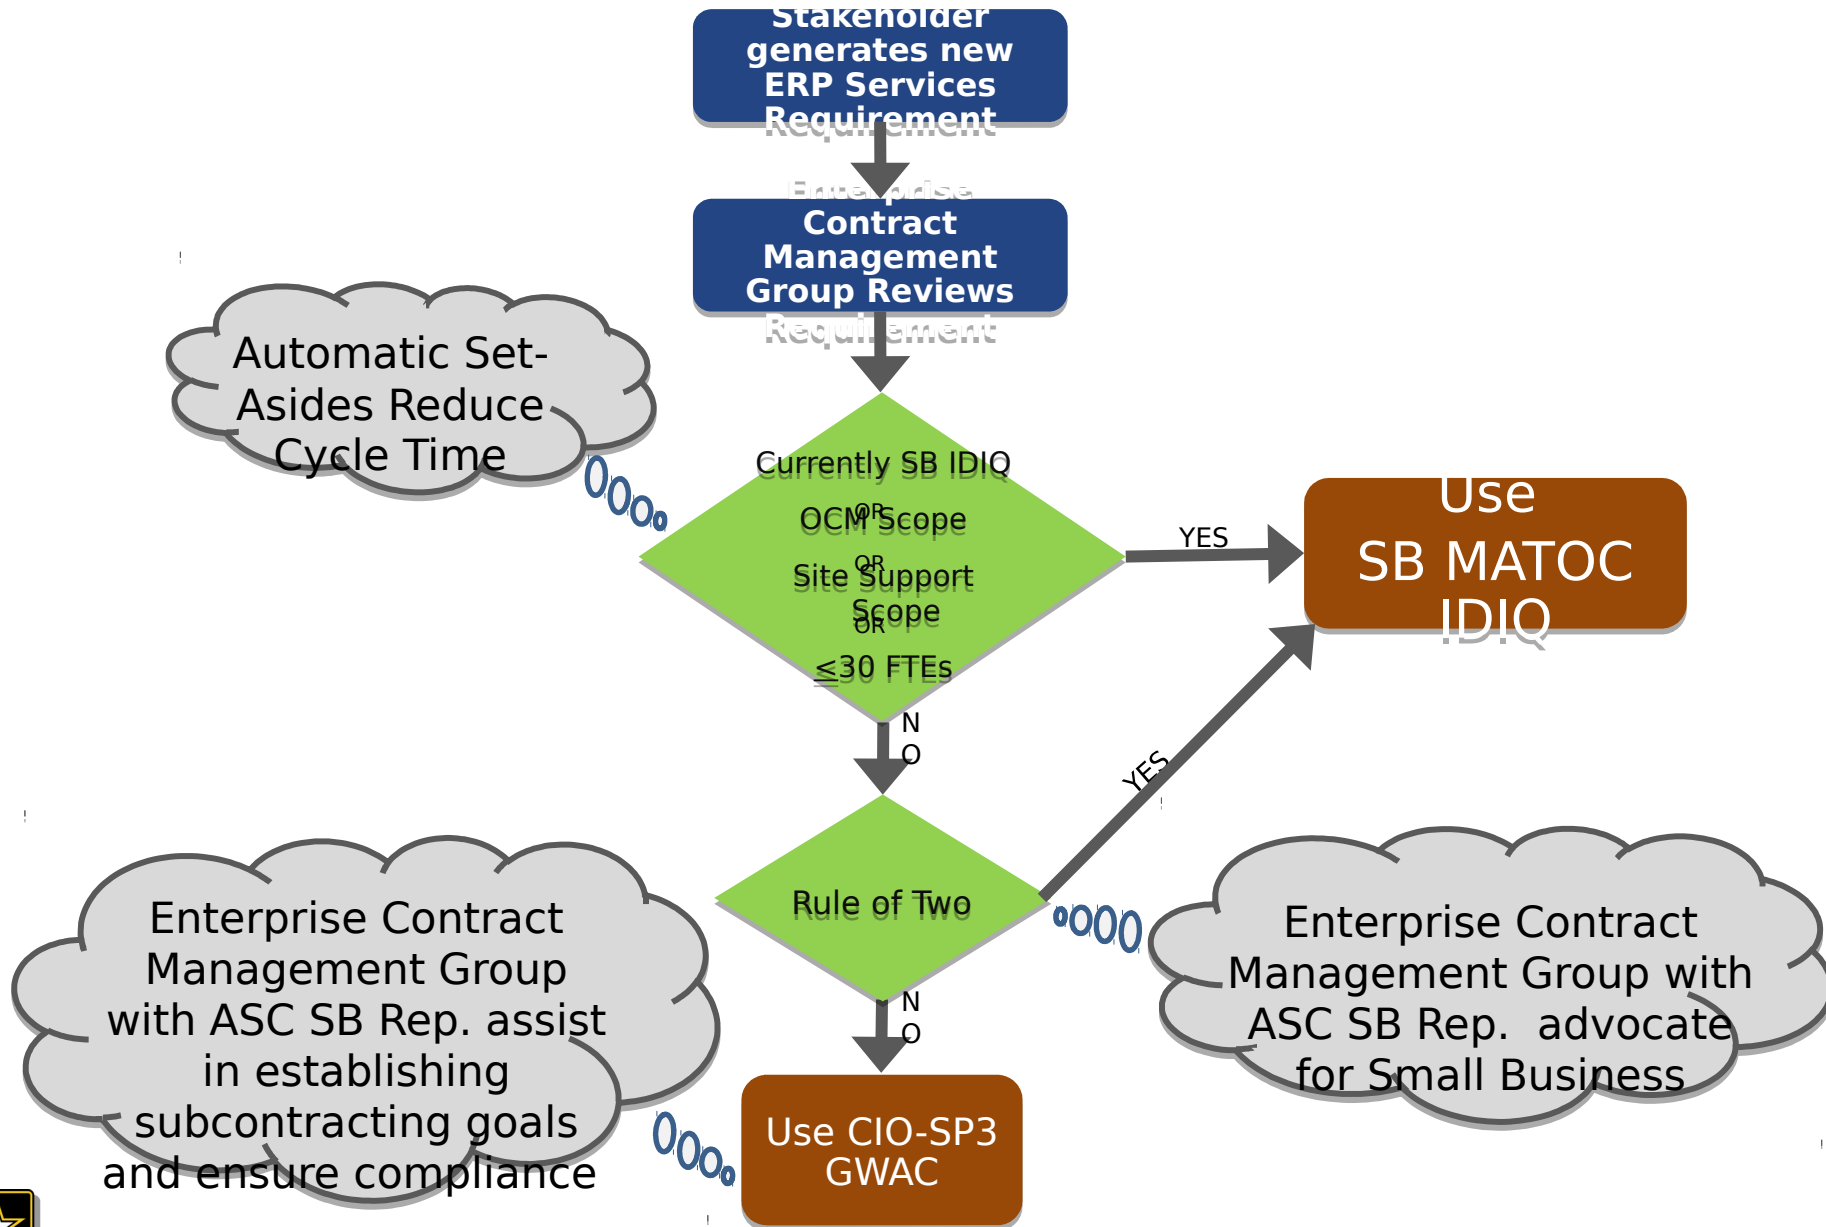 Stakeholder
generates new
ERP Services
Requirement
Enterprise
Contract
Management
Group Reviews
Requirement
Automatic Set-
Asides Reduce
Cycle Time
Currently SB IDIQ
OR
OCM Scope
OR
Site Support
Scope
OR
≤30 FTEs
YES
Use
SB MATOC
IDIQ
N
O
YES
Rule of Two
Enterprise Contract
Management Group
with ASC SB Rep. assist
in establishing
subcontracting goals
and ensure compliance
Enterprise Contract
Management Group with
ASC SB Rep.  advocate
for Small Business
N
O
Use CIO-SP3
GWAC